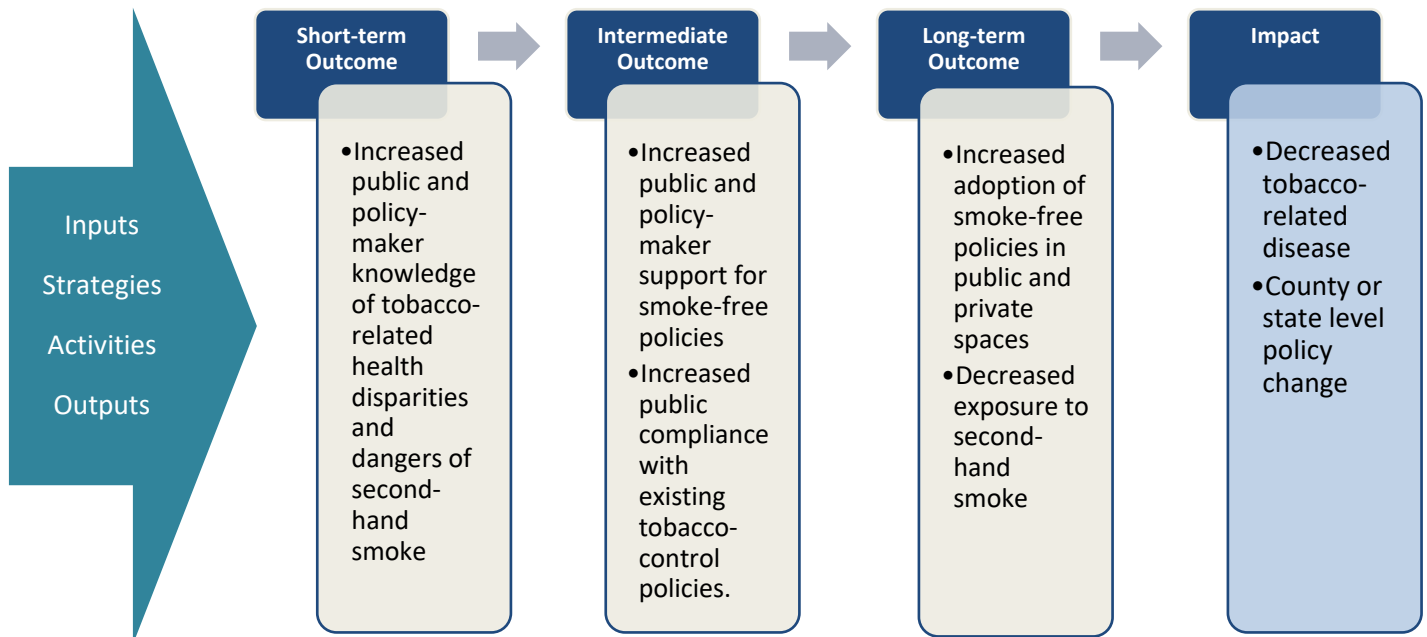 Inputs
Strategies
Activities
Outputs
Short-term
Outcome
•Increased
public and
policy-
maker
knowledge
of tobacco-
related
health
disparities
and
dangers of
second-
hand
smoke
Intermediate
Outcome
•Increased
public and
policy-
maker
support for
smoke-free
policies
•Increased
public
compliance
with
existing
tobacco-
control
policies.
Long-term
Outcome
•Increased
adoption of
smoke-free
policies in
public and
private
spaces
•Decreased
exposure to
second-
hand
smoke
Impact
•Decreased
tobacco-
related
disease
•County or
state level
policy
change